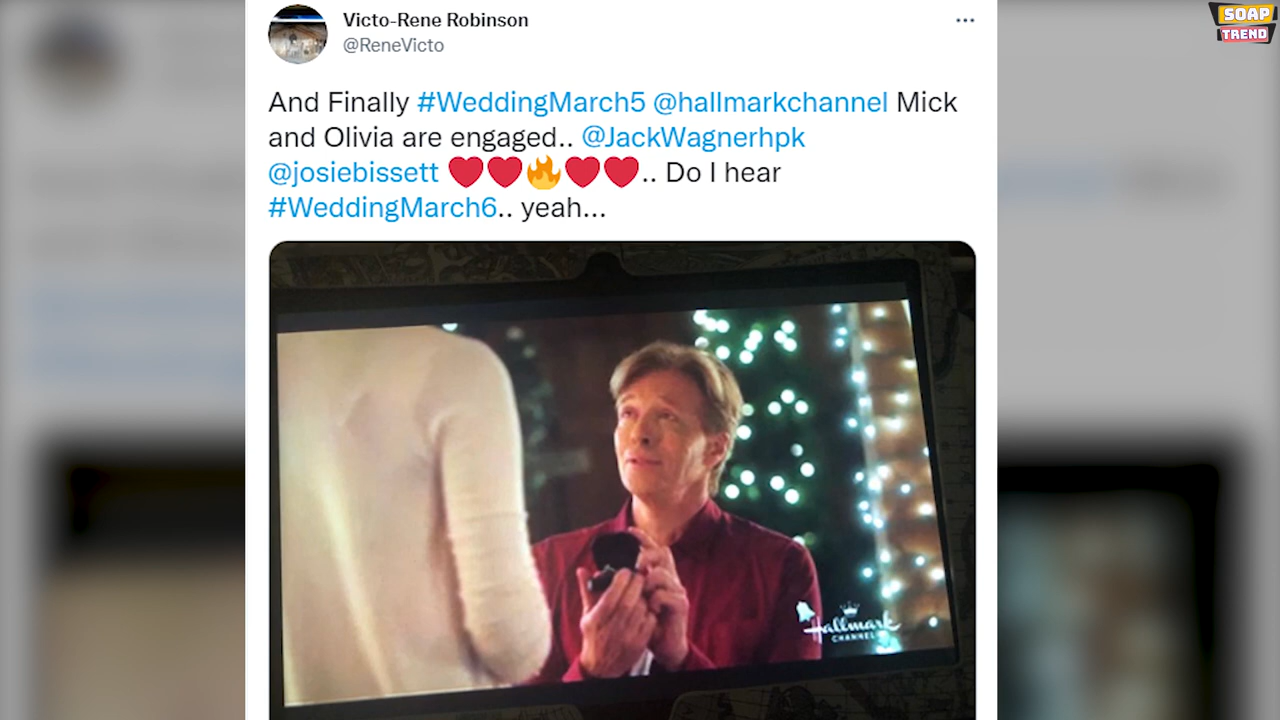 SOAP
TREND
Victo-Rene Robinson
@ReneVicto
And Finally #WeddingMarch5 @hallmarkchannel Mick
and Olivia are engaged.. @JackWagnerhpk
@josiebissett ❤️❤️🔥❤️❤️.. Do I hear
#WeddingMarch6.. yeah...
Hallmark
CHANNEL